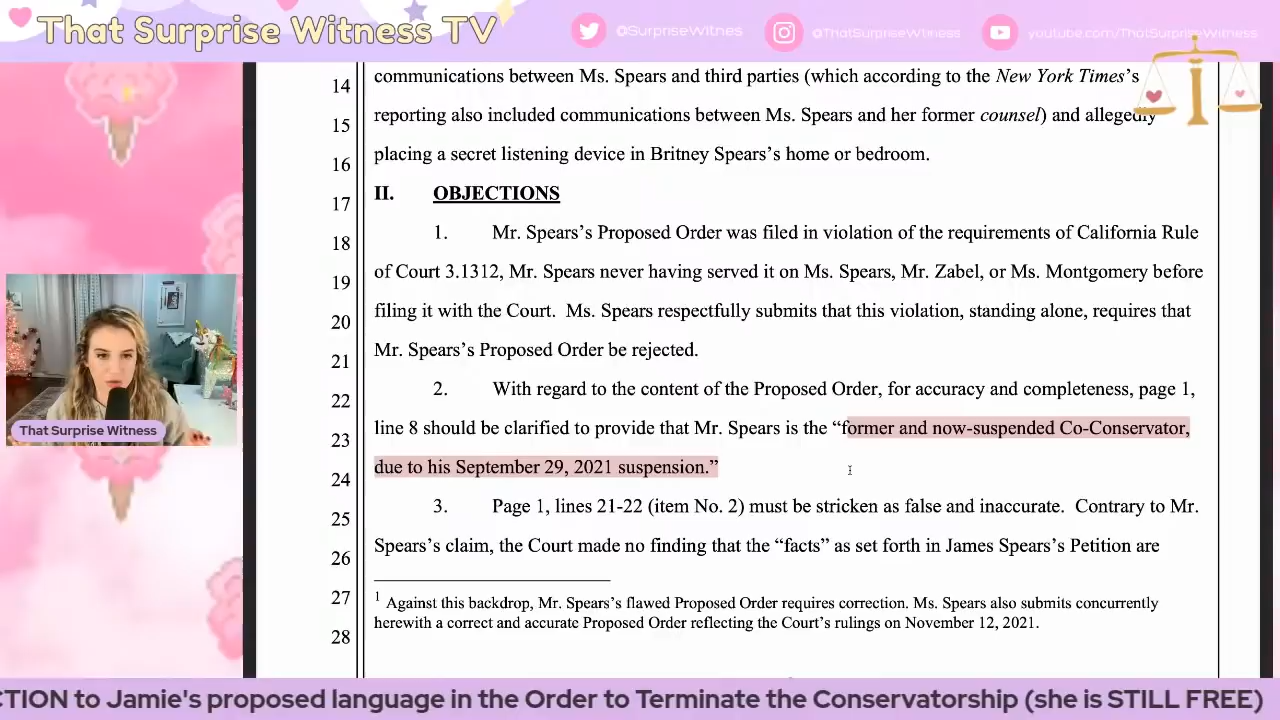 That Surprise Witness TV
@SurpriseWitnes
@ThatSurpriseWitness
youtube.com/ThatSurpriseWitness
14 communications between Ms. Spears and third parties (which according to the New York Times's
15 reporting also included communications between Ms. Spears and her former counsel) and allegedly
16 placing a secret listening device in Britney Spears's home or bedroom.
17 II. OBJECTIONS
18 1. Mr. Spears's Proposed Order was filed in violation of the requirements of California Rule
19 of Court 3.1312, Mr. Spears never having served it on Ms. Spears, Mr. Zabel, or Ms. Montgomery before
20 filing it with the Court. Ms. Spears respectfully submits that this violation, standing alone, requires that
21 Mr. Spears's Proposed Order be rejected.
22 2. With regard to the content of the Proposed Order, for accuracy and completeness, page 1,
23 line 8 should be clarified to provide that Mr. Spears is the “former and now-suspended Co-Conservator,
24 due to his September 29, 2021 suspension.”
25 3. Page 1, lines 21-22 (item No. 2) must be stricken as false and inaccurate. Contrary to Mr.
26 Spears's claim, the Court made no finding that the “facts” as set forth in James Spears's Petition are
27 1 Against this backdrop, Mr. Spears's flawed Proposed Order requires correction. Ms. Spears also submits concurrently
herewith a correct and accurate Proposed Order reflecting the Court's rulings on November 12, 2021.
28
That Surprise Witness
CTION to Jamie's proposed language in the Order to Terminate the Conservatorship (she is STILL FREE)